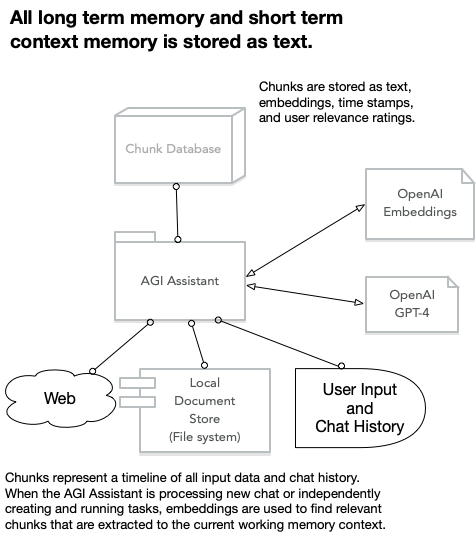 All long term memory and short term
context memory is stored as text.
Chunks are stored as text,
embeddings, time stamps,
and user relevance ratings.
Chunk Database
OpenAI
Embeddings
AGI Assistant
OpenAI
GPT-4
Web
Local
Document
Store
(File system)
User Input
and
Chat History
Chunks represent a timeline of all input data and chat history.
When the AGI Assistant is processing new chat or independently
creating and running tasks, embeddings are used to find relevant
chunks that are extracted to the current working memory context.